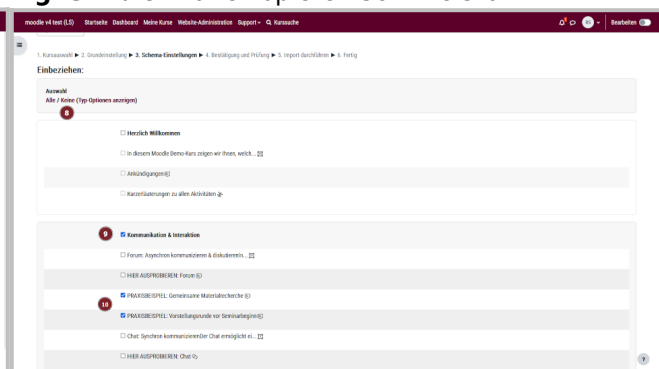 moodle v4 test (LS) Startseite Dashboard Meine Kurse Website-Administration Support Kurssuche Bearbeiten
1. Kursauswahl ► 2. Grundeinstellung ► 3. Schema-Einstellungen ► 4. Bestätigung und Prüfung ► 5. Import durchführen ► 6. Fertig
Einbeziehen:
Auswahl
Alle / Keine (Typ-Optionen anzeigen)
8
Herzlich Willkommen
In diesem Moodle Demo-Kurs zeigen wir Ihnen, welch...
Ankündigungen
Kurzerläuterungen zu allen Aktivitäten
9 Kommunikation & Interaktion
Forum: Asynchron kommunizieren & diskutierenIn...
HIER AUSPROBIEREN: Forum
PRAXISBEISPIEL: Gemeinsame Materialrecherche
10
PRAXISBEISPIEL: Vorstellungsrunde vor Seminarbeginn
Chat: Synchron kommunizierenDer Chat ermöglicht ei...
HIER AUSPROBIEREN: Chat
?